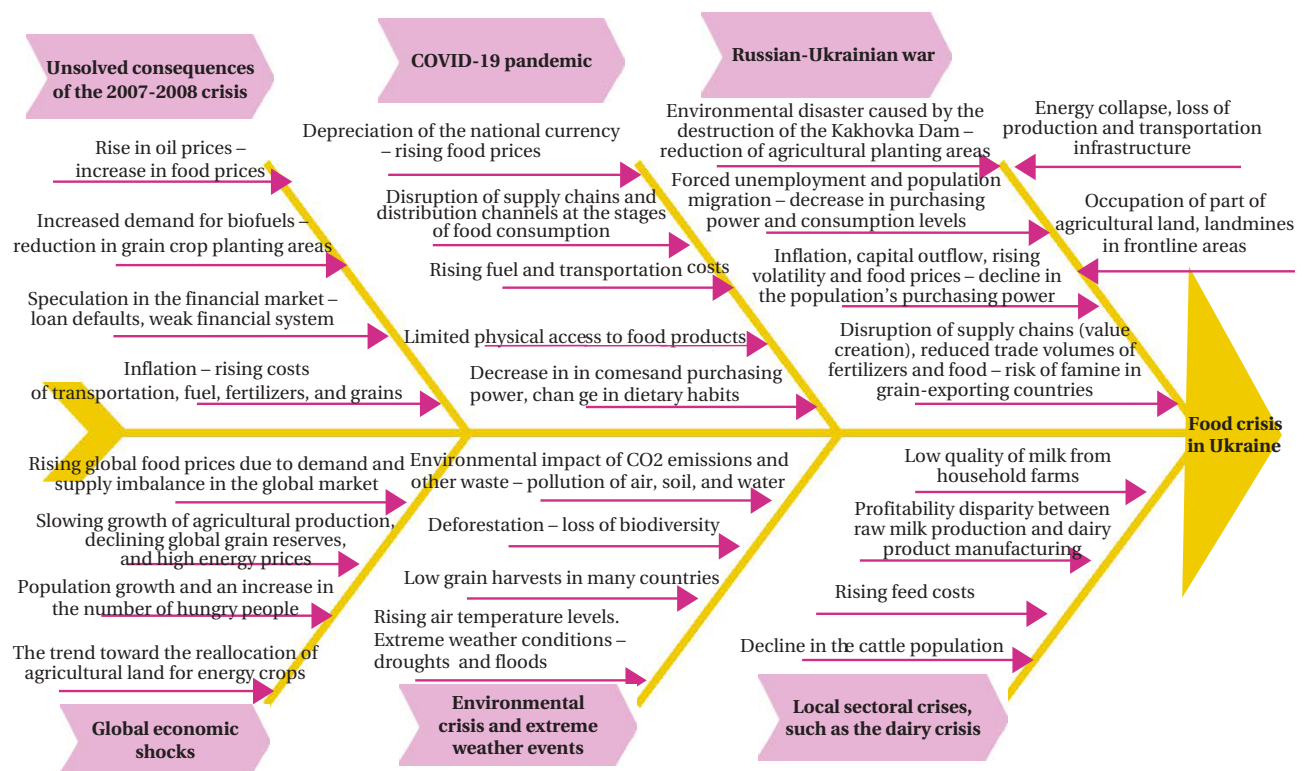 Unsolved consequences
of the 2007-2008 crisis
Rise in oil prices –
increase in food prices
Increased demand for biofuels –
reduction in grain crop planting areas
Speculation in the financial market –
loan defaults, weak financial system
Inflation – rising costs
of transportation, fuel, fertilizers, and grains
COVID-19 pandemic
Depreciation of the national currency
– rising food prices
Disruption of supply chains and
distribution channels at the stages
of food consumption
Rising fuel and transportation costs
Limited physical access to food products
Decrease in in comesand purchasing
power, chan ge in dietary habits
Russian-Ukrainian war
Environmental disaster caused by the
destruction of the Kakhovka Dam –
reduction of agricultural planting areas
Forced unemployment and population
migration – decrease in purchasing
power and consumption levels
Inflation, capital outflow, rising
volatility and food prices – decline in
the population's purchasing power
Disruption of supply chains (value
creation), reduced trade volumes of
fertilizers and food – risk of famine in
grain-exporting countries
Energy collapse, loss of
production and transportation
infrastructure
Occupation of part of
agricultural land, landmines
in frontline areas
Food crisis
in Ukraine
Rising global food prices due to demand and
supply imbalance in the global market
Slowing growth of agricultural production,
declining global grain reserves,
and high energy prices
Population growth and an increase in
the number of hungry people
The trend toward the reallocation of
agricultural land for energy crops
Global economic
shocks
Environmental impact of CO2 emissions and
other waste – pollution of air, soil, and water
Deforestation – loss of biodiversity
Low grain harvests in many countries
Rising air temperature levels.
Extreme weather conditions –
droughts and floods
Environmental
crisis and extreme
weather events
Low quality of milk from
household farms
Profitability disparity between
raw milk production and dairy
product manufacturing
Rising feed costs
Decline in the cattle population
Local sectoral crises,
such as the dairy crisis